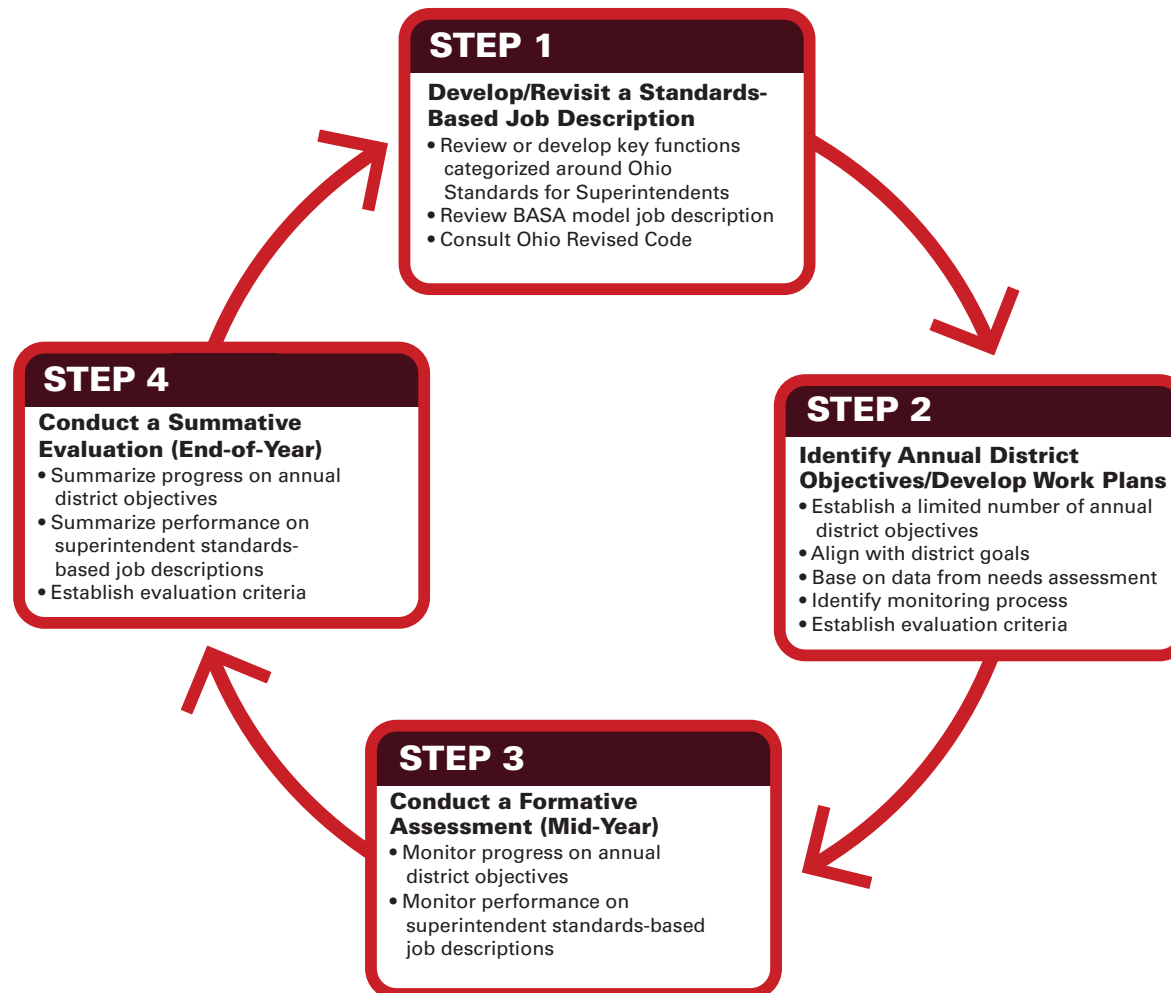 STEP 1
Develop/Revisit a Standards-
Based Job Description
• Review or develop key functions
categorized around Ohio
Standards for Superintendents
• Review BASA model job description
• Consult Ohio Revised Code
STEP 2
Identify Annual District
Objectives/Develop Work Plans
• Establish a limited number of annual
district objectives
• Align with district goals
• Base on data from needs assessment
• Identify monitoring process
• Establish evaluation criteria
STEP 3
Conduct a Formative
Assessment (Mid-Year)
• Monitor progress on annual
district objectives
• Monitor performance on
superintendent standards-based
job descriptions
STEP 4
Conduct a Summative
Evaluation (End-of-Year)
• Summarize progress on annual
district objectives
• Summarize performance on
superintendent standards-
based job descriptions
• Establish evaluation criteria